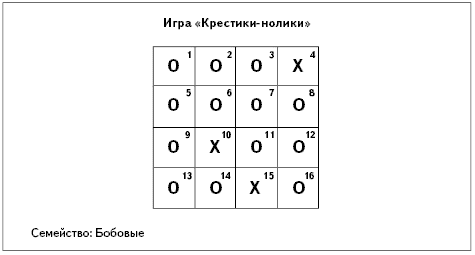 Игра «Крестики-нолики»
О 1 О 2 О 3 Х 4
О 5 О 6 О 7 О 8
О 9 Х 10 О 11 О 12
О 13 О 14 Х 15 О 16
Семейство: Бобовые